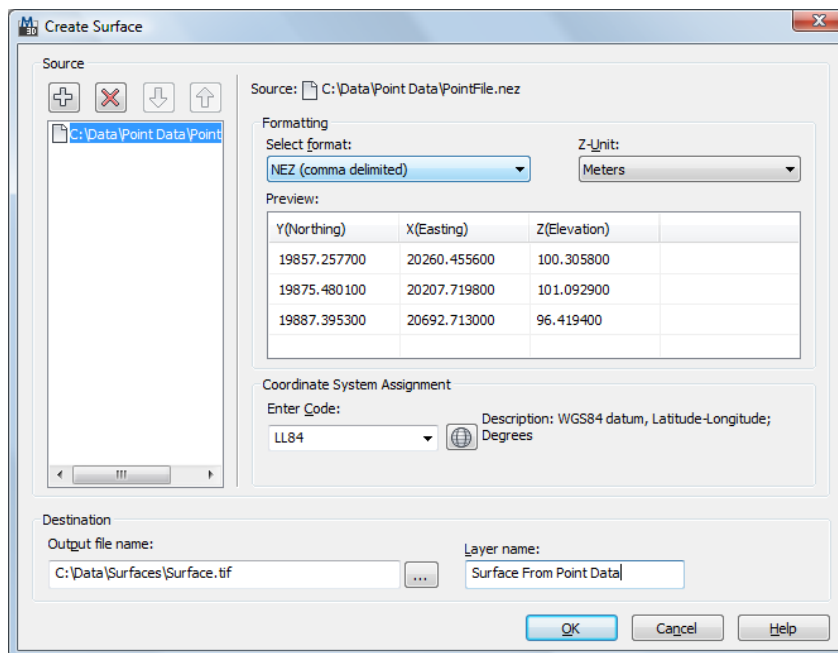 Create Surface
Source
Source: C:\Data\Point Data\PointFile.nez
C:\Data\Point Data\Point
Formatting
Select format:
Z-Unit:
NEZ (comma delimited)
Meters
Preview:
Y(Northing) X(Easting) Z(Elevation)
19857.257700 20260.455600 100.305800
19875.480100 20207.719800 101.092900
19887.395300 20692.713000 96.419400
Coordinate System Assignment
Enter Code:
LL84
Description: WGS84 datum, Latitude-Longitude;
Degrees
Destination
Output file name:
Layer name:
C:\Data\Surfaces\Surface.tif
...
Surface From Point Data
OK Cancel Help